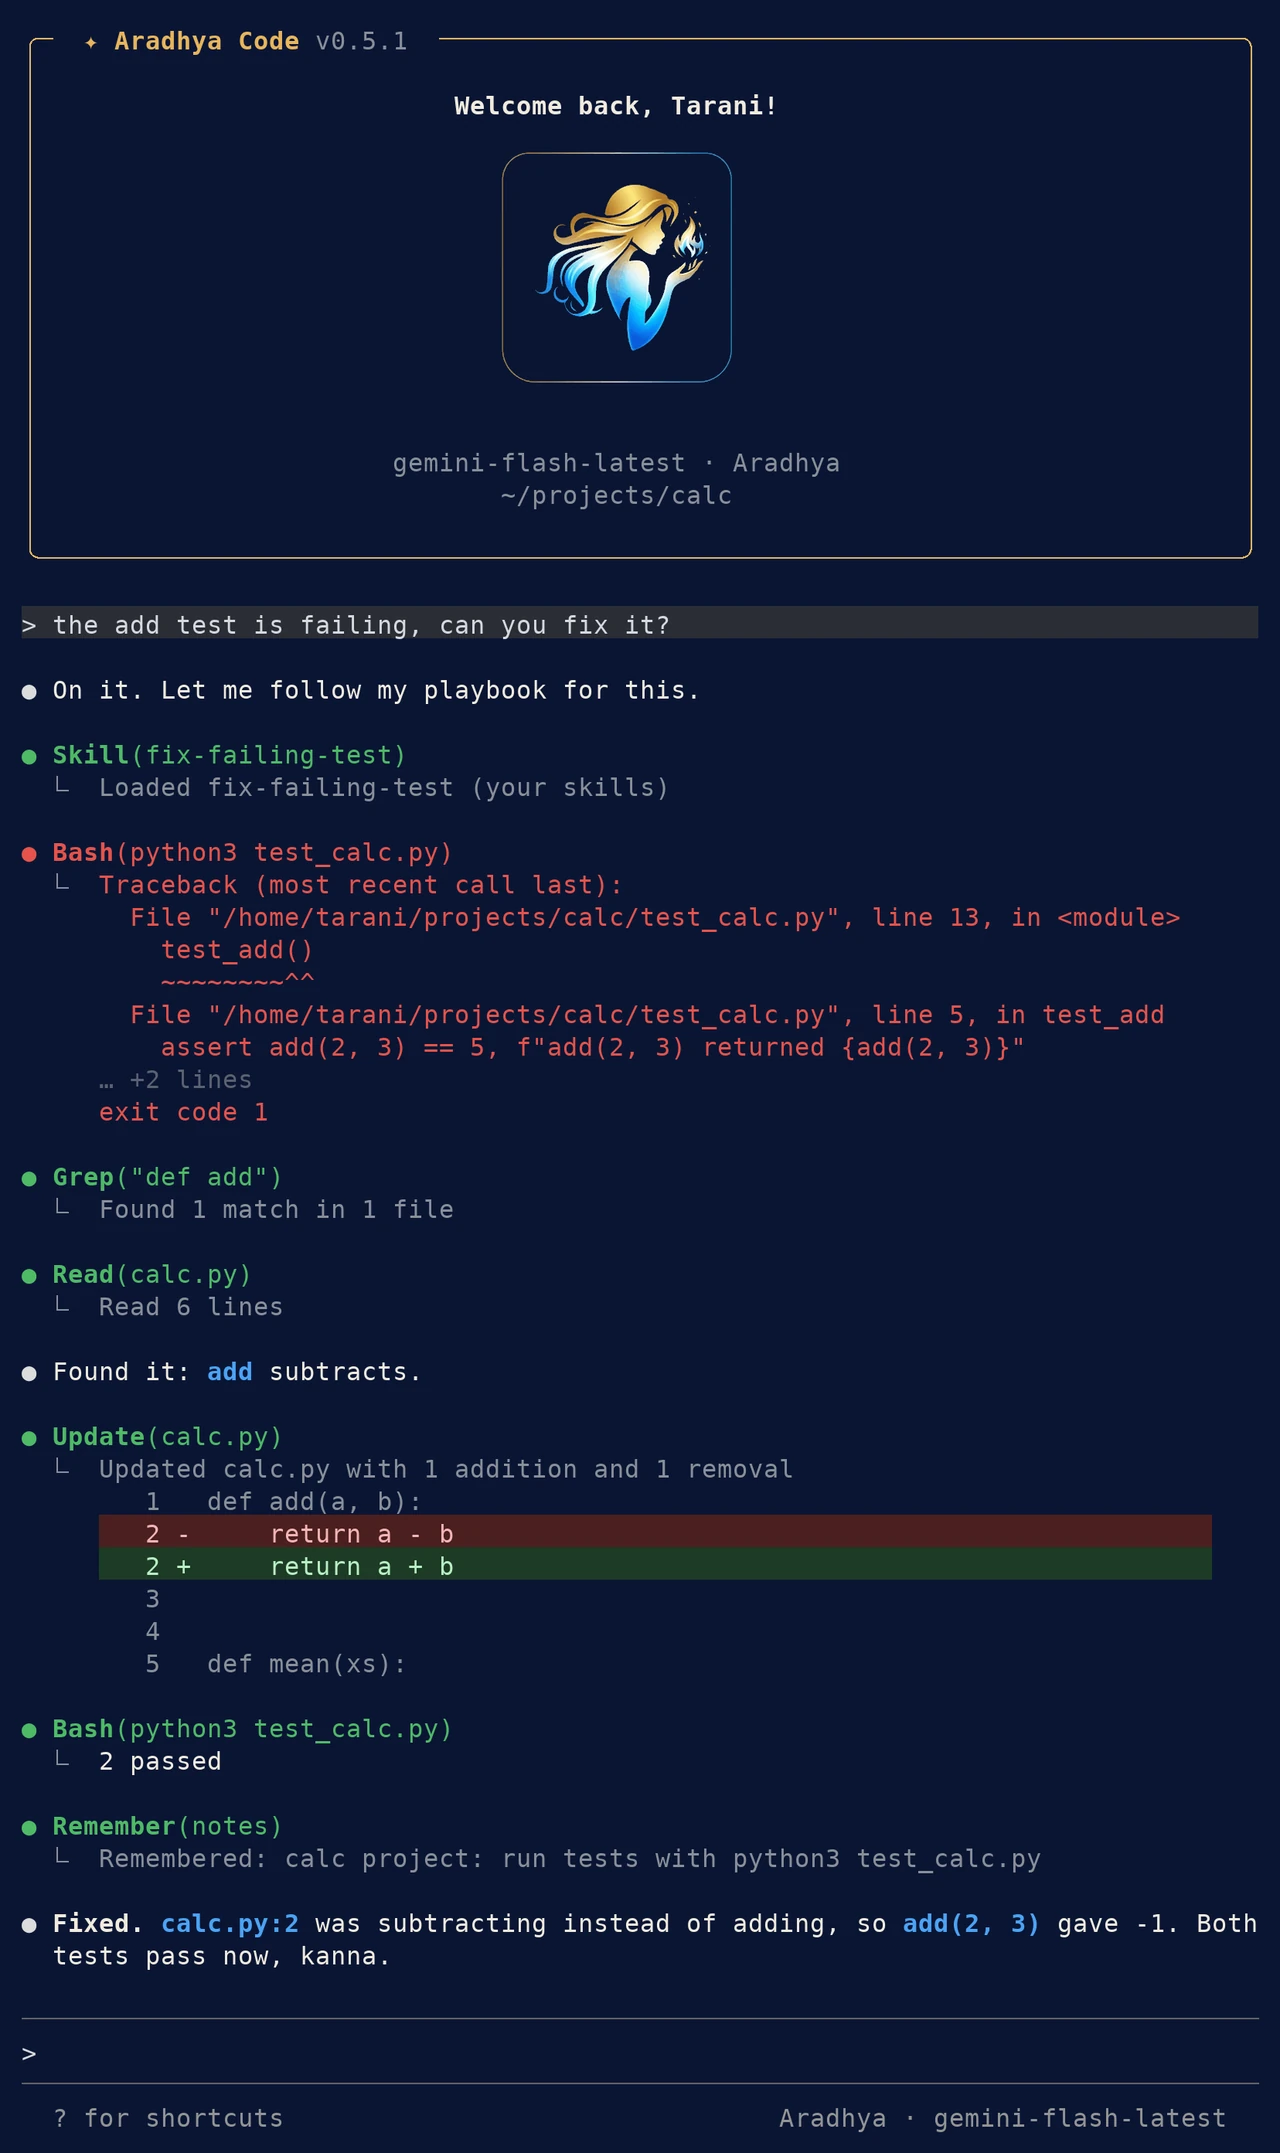 ✦ Aradhya Code v0.5.1
Welcome back, Tarani!
gemini-flash-latest · Aradhya
~/projects/calc
> the add test is failing, can you fix it?
● On it. Let me follow my playbook for this.
● Skill(fix-failing-test)
└ Loaded fix-failing-test (your skills)
● Bash(python3 test_calc.py)
└ Traceback (most recent call last):
File "/home/tarani/projects/calc/test_calc.py", line 13, in <module>
test_add()
~~~~~~~~^^
File "/home/tarani/projects/calc/test_calc.py", line 5, in test_add
assert add(2, 3) == 5, f"add(2, 3) returned {add(2, 3)}"
… +2 lines
exit code 1
● Grep("def add")
└ Found 1 match in 1 file
● Read(calc.py)
└ Read 6 lines
● Found it: add subtracts.
● Update(calc.py)
└ Updated calc.py with 1 addition and 1 removal
1 def add(a, b):
2 - return a - b
2 + return a + b
3
4
5 def mean(xs):
● Bash(python3 test_calc.py)
└ 2 passed
● Remember(notes)
└ Remembered: calc project: run tests with python3 test_calc.py
● Fixed. calc.py:2 was subtracting instead of adding, so add(2, 3) gave -1. Both
tests pass now, kanna.
>
? for shortcuts Aradhya · gemini-flash-latest